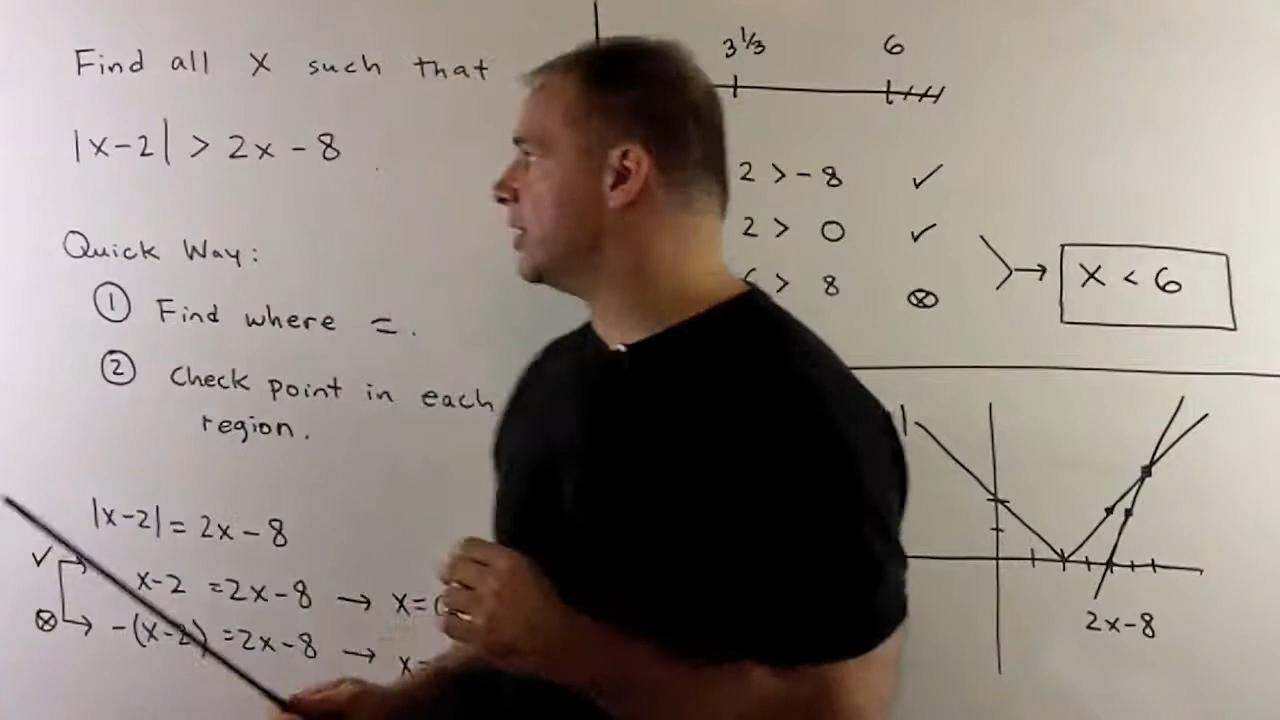 Find all x such that
|x-2| > 2x - 8
Quick Way:
① Find where =.
② Check point in each
region.
|x-2| = 2x - 8
✓ x-2 = 2x-8 → x=
⊗ -(x-2) = 2x-8 → x=
3⅓ 6
2 > -8 ✓
2 > 0 ✓
> 8 ⊗
→ x < 6
2x-8